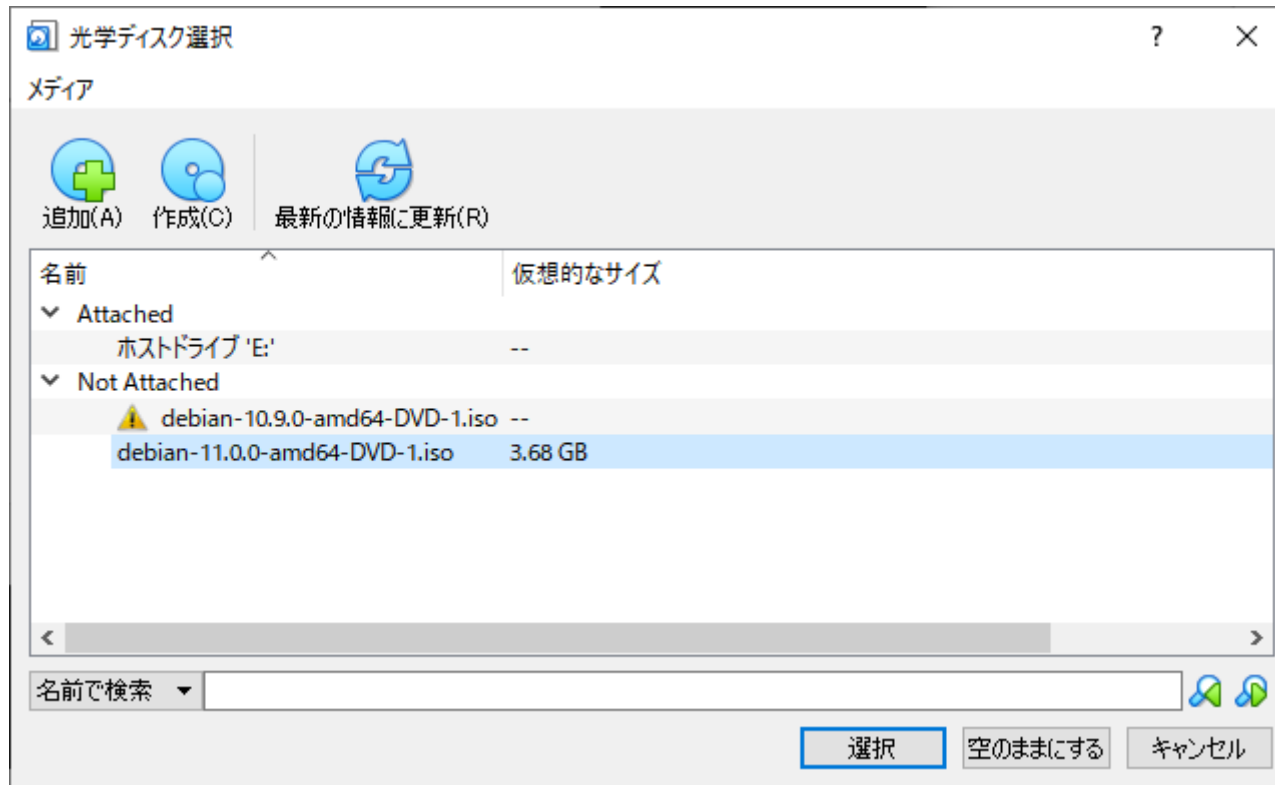 光学ディスク選択
?
メディア
追加(A) 作成(C) 最新の情報に更新(R)
名前 仮想的なサイズ
Attached
ホストドライブ 'E:' --
Not Attached
debian-10.9.0-amd64-DVD-1.iso --
debian-11.0.0-amd64-DVD-1.iso 3.68 GB
名前で検索
選択 空のままにする キャンセル